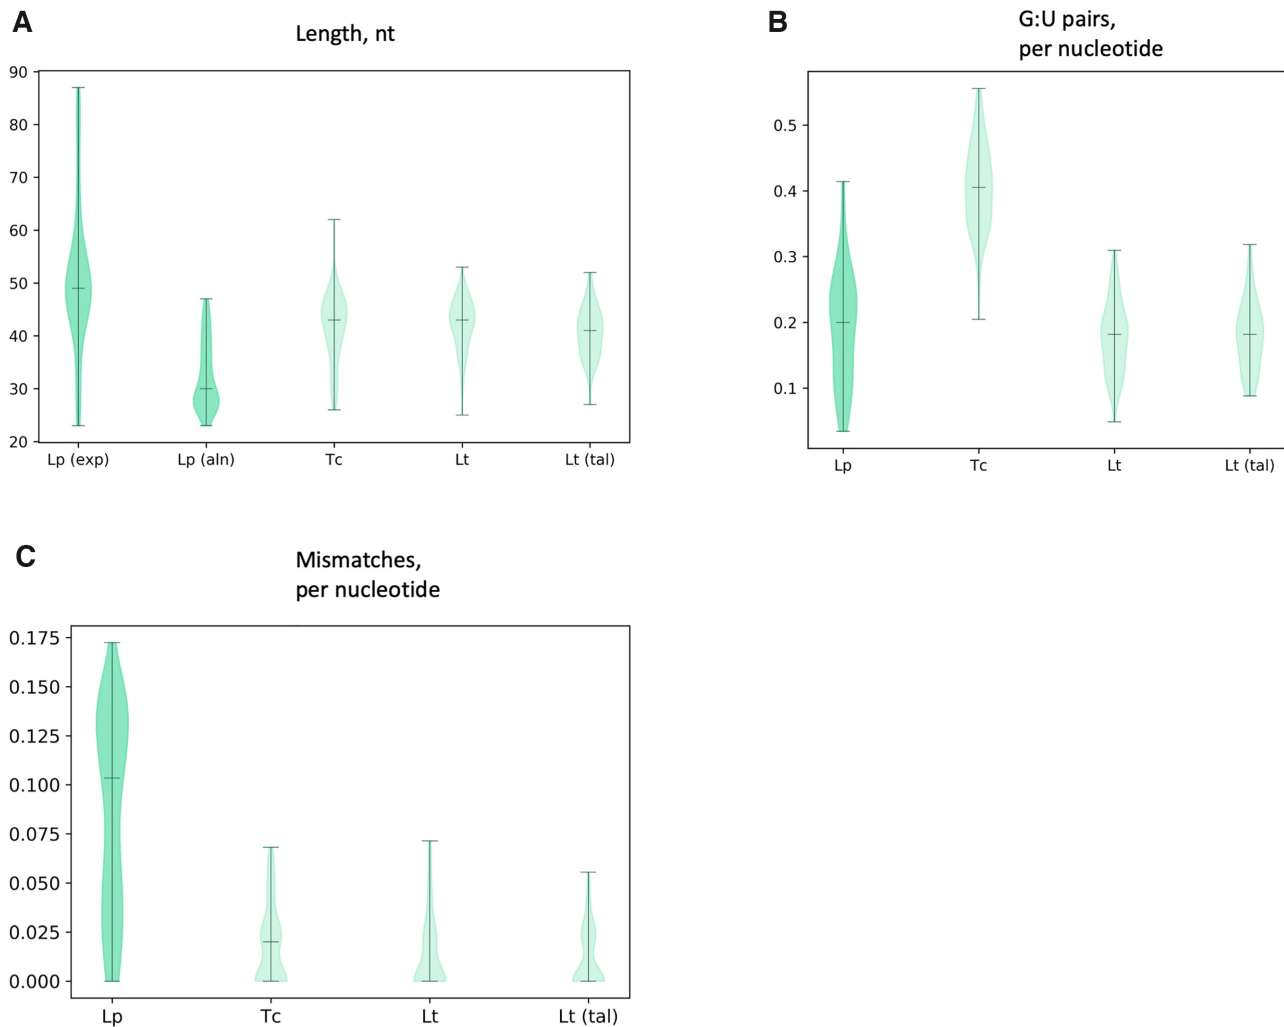 A
Length, nt
90
80
70
60
50
40
30
20
Lp (exp)
Lp (aln)
Tc
Lt
Lt (tal)
B
G:U pairs,
per nucleotide
0.5
0.4
0.3
0.2
0.1
Lp
Tc
Lt
Lt (tal)
C
Mismatches,
per nucleotide
0.175
0.150
0.125
0.100
0.075
0.050
0.025
0.000
Lp
Tc
Lt
Lt (tal)